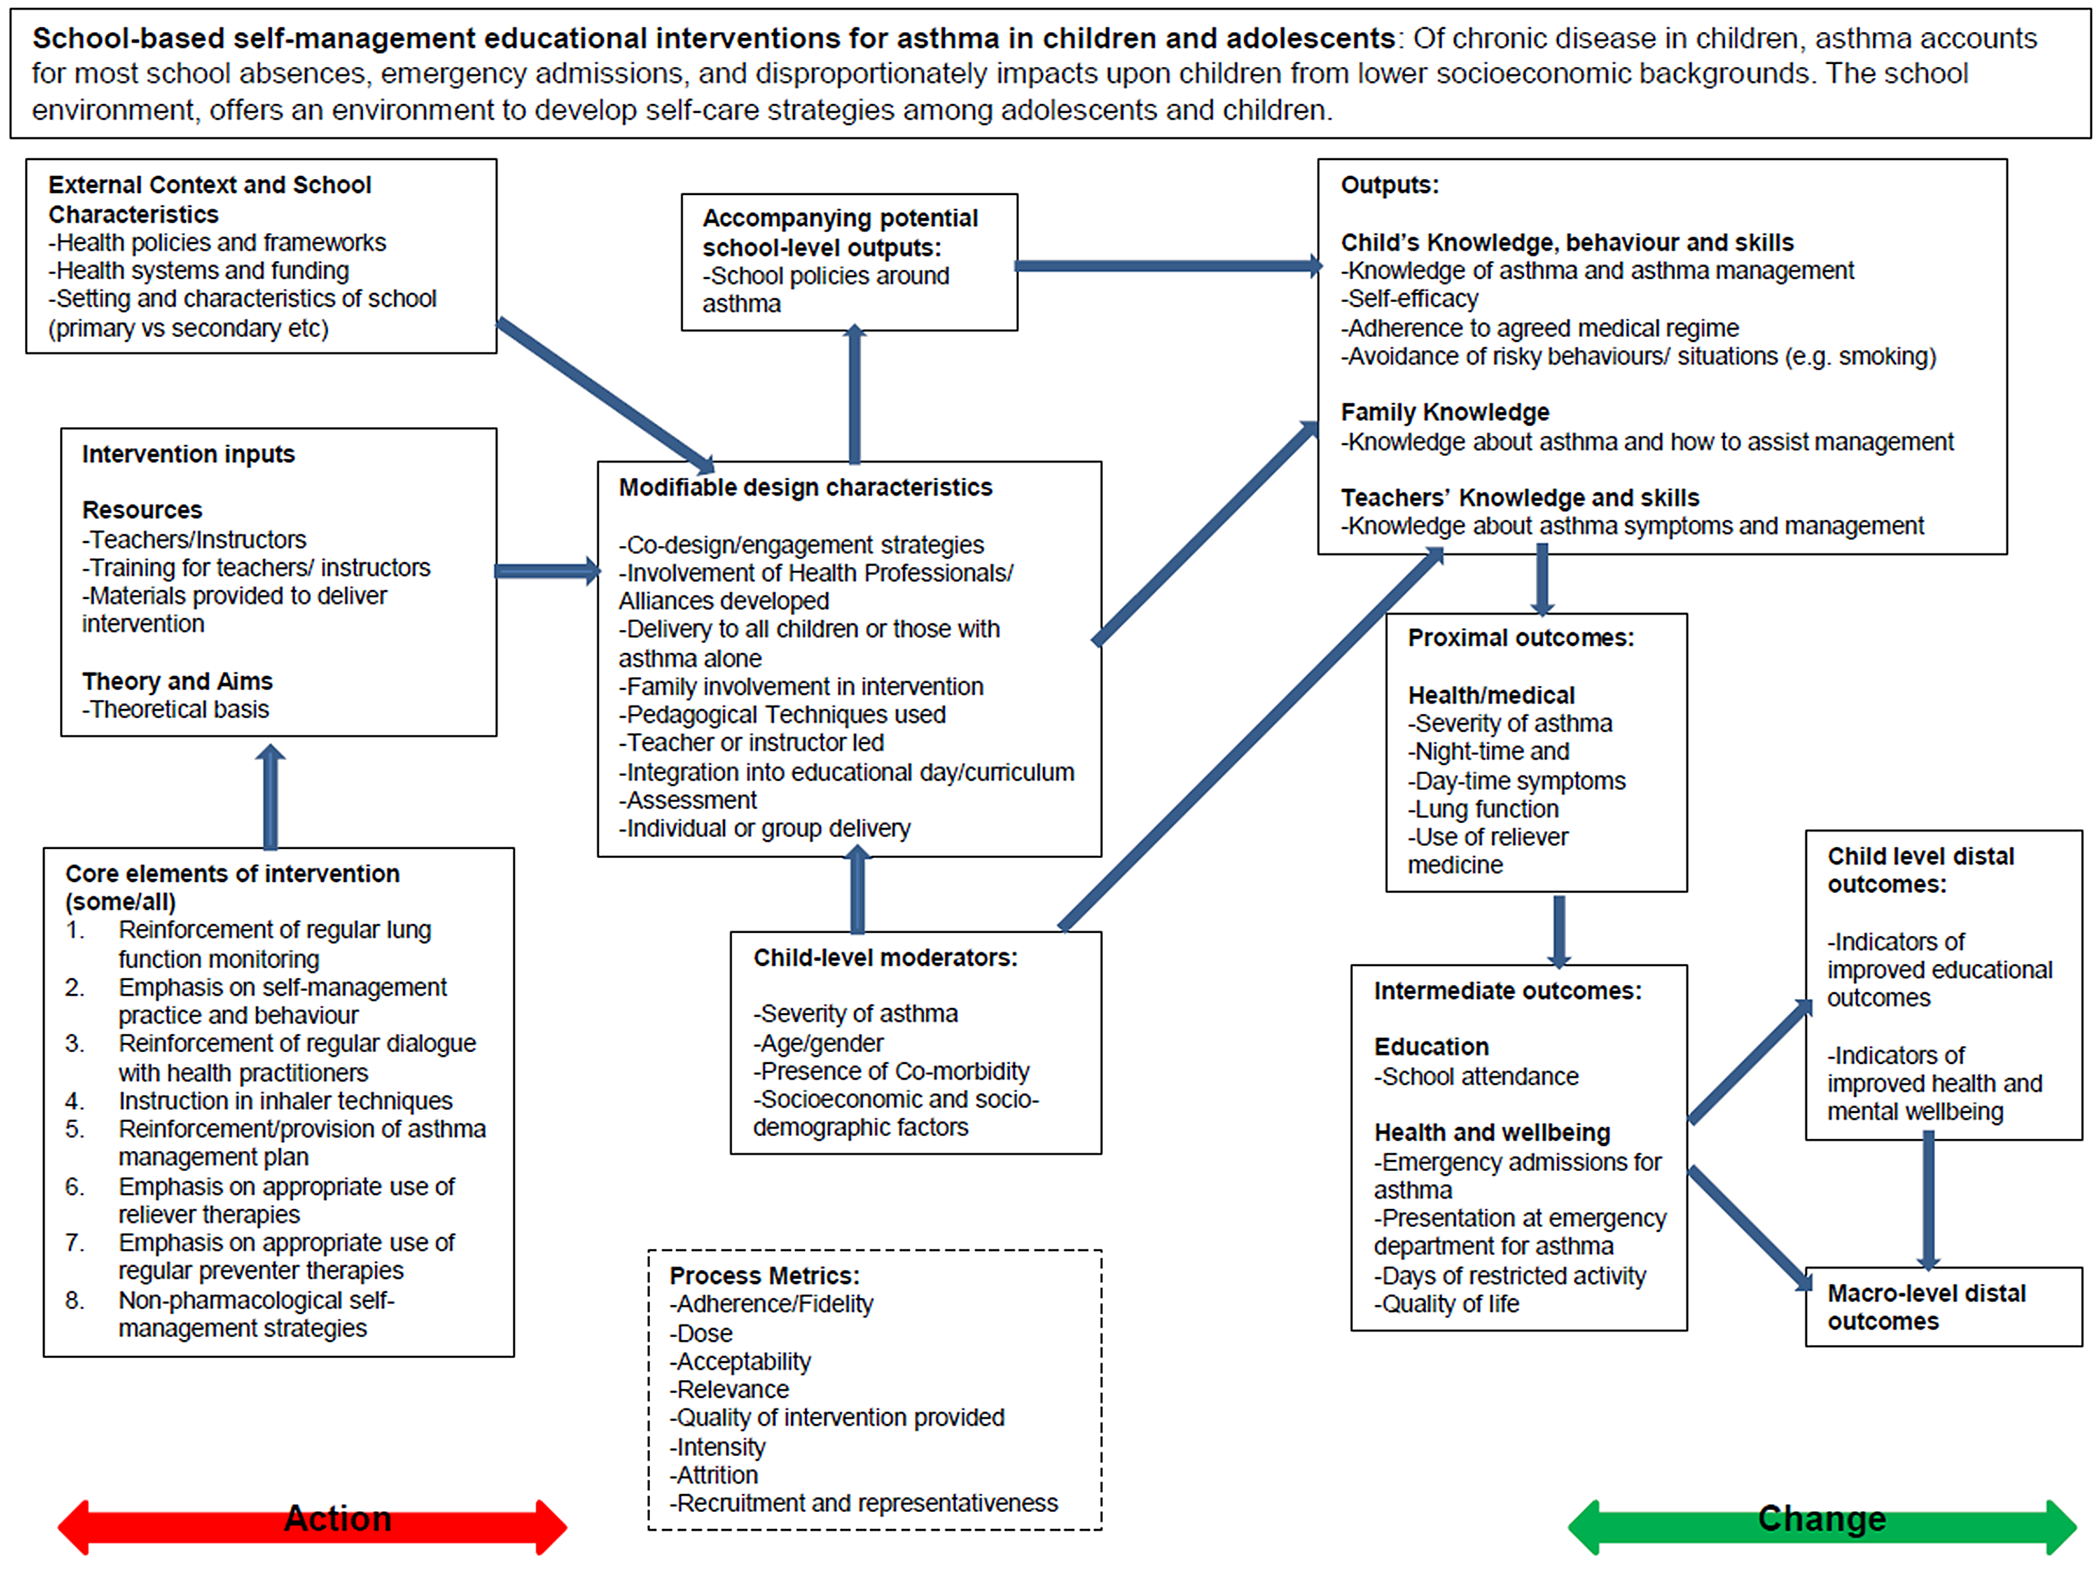 School-based self-management educational interventions for asthma in children and adolescents: Of chronic disease in children, asthma accounts
for most school absences, emergency admissions, and disproportionately impacts upon children from lower socioeconomic backgrounds. The school
environment, offers an environment to develop self-care strategies among adolescents and children.
External Context and School
Characteristics
-Health policies and frameworks
-Health systems and funding
-Setting and characteristics of school
(primary vs secondary etc)
Intervention inputs
Resources
-Teachers/Instructors
-Training for teachers/ instructors
-Materials provided to deliver
intervention
Theory and Aims
-Theoretical basis
Core elements of intervention
(some/all)
1. Reinforcement of regular lung
function monitoring
2. Emphasis on self-management
practice and behaviour
3. Reinforcement of regular dialogue
with health practitioners
4. Instruction in inhaler techniques
5. Reinforcement/provision of asthma
management plan
6. Emphasis on appropriate use of
reliever therapies
7. Emphasis on appropriate use of
regular preventer therapies
8. Non-pharmacological self-
management strategies
Accompanying potential
school-level outputs:
-School policies around
asthma
Modifiable design characteristics
-Co-design/engagement strategies
-Involvement of Health Professionals/
Alliances developed
-Delivery to all children or those with
asthma alone
-Family involvement in intervention
-Pedagogical Techniques used
-Teacher or instructor led
-Integration into educational day/curriculum
-Assessment
-Individual or group delivery
Child-level moderators:
-Severity of asthma
-Age/gender
-Presence of Co-morbidity
-Socioeconomic and socio-
demographic factors
Process Metrics:
-Adherence/Fidelity
-Dose
-Acceptability
-Relevance
-Quality of intervention provided
-Intensity
-Attrition
-Recruitment and representativeness
Outputs:
Child's Knowledge, behaviour and skills
-Knowledge of asthma and asthma management
-Self-efficacy
-Adherence to agreed medical regime
-Avoidance of risky behaviours/ situations (e.g. smoking)
Family Knowledge
-Knowledge about asthma and how to assist management
Teachers' Knowledge and skills
-Knowledge about asthma symptoms and management
Proximal outcomes:
Health/medical
-Severity of asthma
-Night-time and
-Day-time symptoms
-Lung function
-Use of reliever
medicine
Intermediate outcomes:
Education
-School attendance
Health and wellbeing
-Emergency admissions for
asthma
-Presentation at emergency
department for asthma
-Days of restricted activity
-Quality of life
Child level distal
outcomes:
-Indicators of
improved educational
outcomes
-Indicators of
improved health and
mental wellbeing
Macro-level distal
outcomes
Action
Change